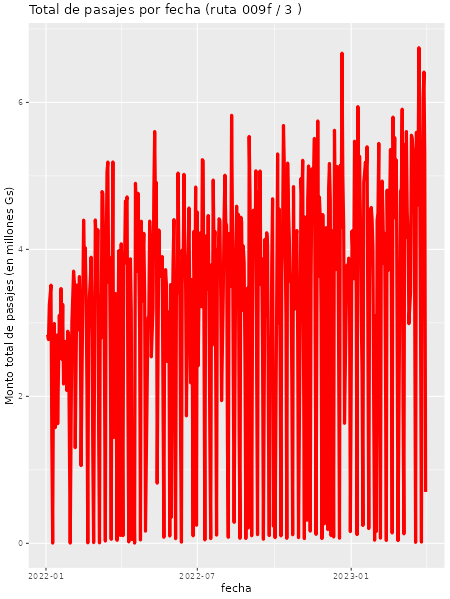 Total de pasajes por fecha (ruta 009f / 3 )
Monto total de pasajes (en millones Gs)
6
4
2
0
2022-01 2022-07 2023-01
fecha